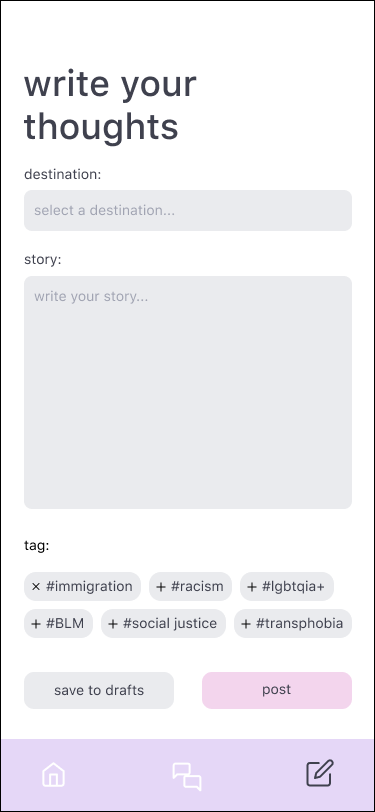 write your
thoughts
destination:
select a destination...
story:
write your story...
tag:
× #immigration + #racism + #lgbtqia+
+ #BLM + #social justice + #transphobia
save to drafts post